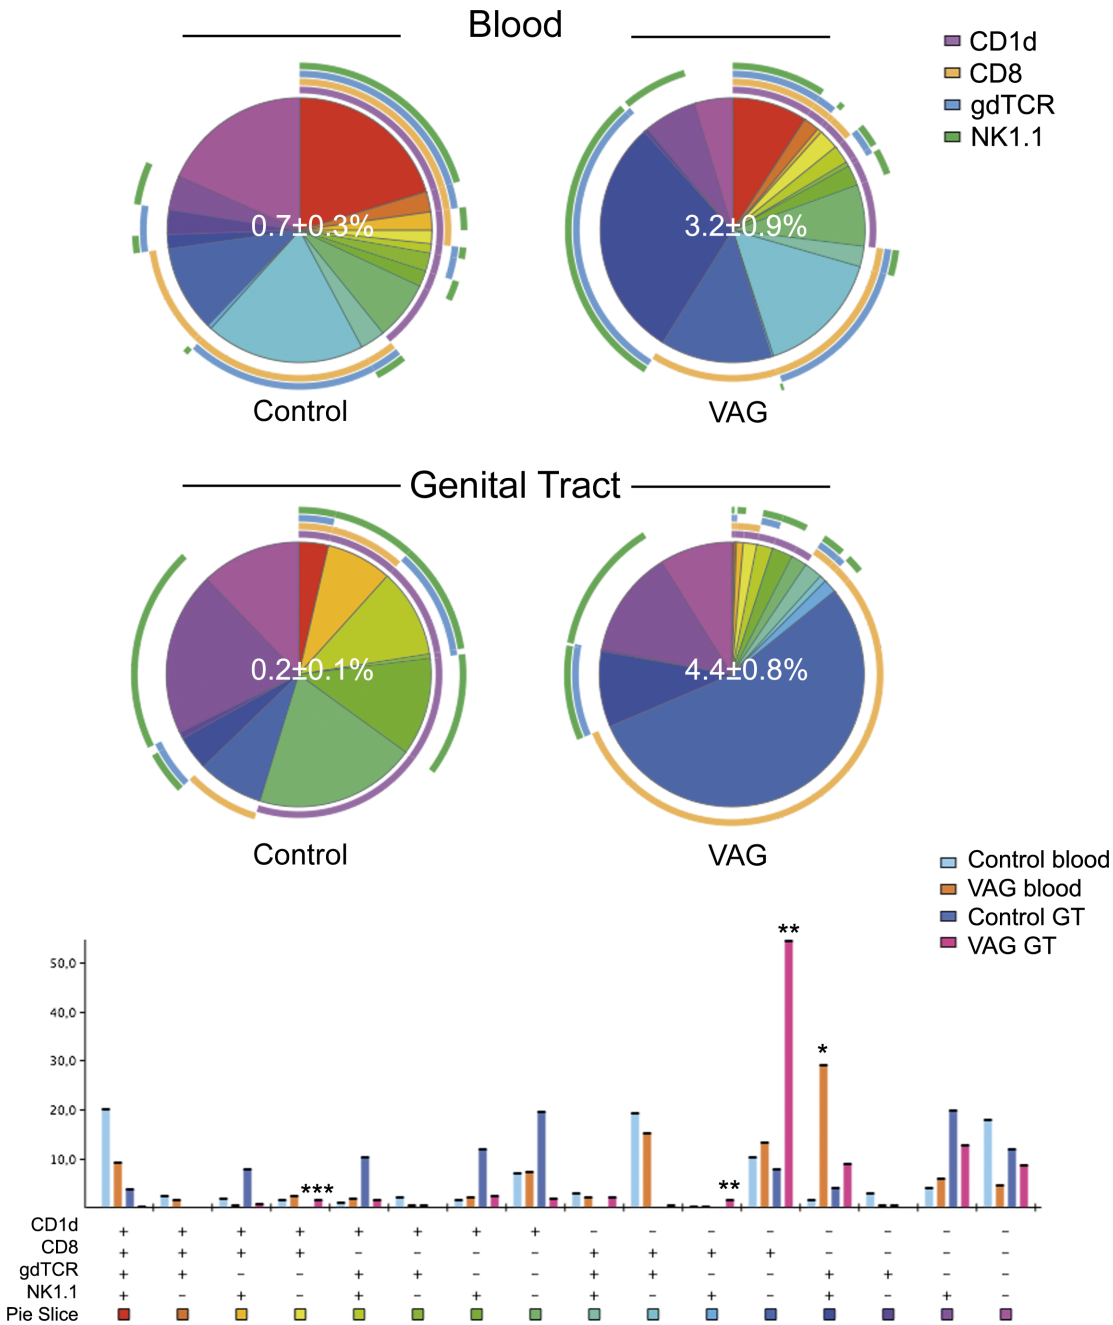 Blood
CD1d
CD8
gdTCR
NK1.1
0.7±0.3%
3.2±0.9%
Control
VAG
Genital Tract
0.2±0.1%
4.4±0.8%
Control
VAG
Control blood
VAG blood
Control GT
VAG GT
50,0
40,0
30,0
20,0
10,0
***
**
**
*
CD1d + + + + + + + + - - - - - - - -
CD8 + + + + - - - - + + + + - - - -
gdTCR + + - - + + - - + + - - + + - -
NK1.1 + - + - + - + - + - + - + - + -
Pie Slice